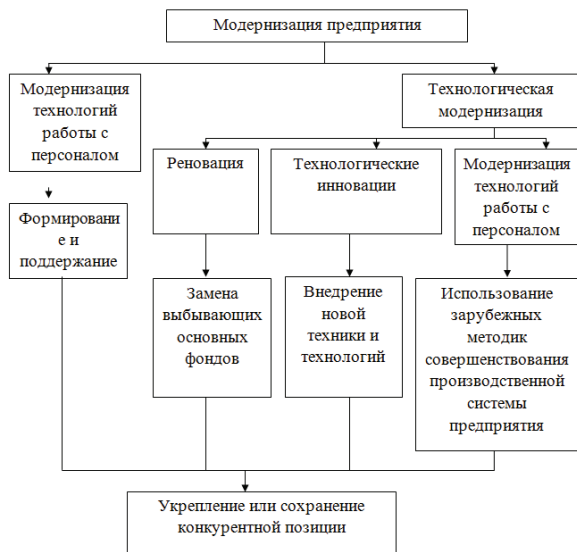 Модернизация предприятия
Модернизация
технологий
работы с
персоналом
Технологическая
модернизация
Реновация
Технологические
инновации
Модернизация
технологий
работы с
персоналом
Формировани
е и
поддержание
Замена
выбывающих
основных
фондов
Внедрение
новой
техники и
технологий
Использование
зарубежных
методик
совершенствования
производственной
системы
предприятия
Укрепление или сохранение
конкурентной позиции